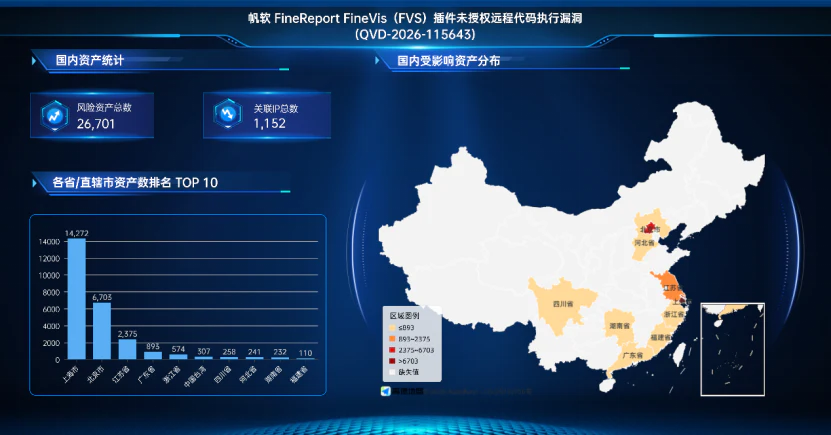 帆软 FineReport FineVis（FVS）插件未授权远程代码执行漏洞
(QVD-2026-115643)
国内资产统计
风险资产总数
26,701
关联IP总数
1,152
各省/直辖市资产数排名 TOP 10
14000
12000
10000
8000
6000
4000
2000
0
14,272
6,703
2,375
893
574
307
258
241
232
110
上海市
北京市
江苏省
广东省
浙江省
中国台湾
四川省
河北省
湖南省
福建省
国内受影响资产分布
河北省
江苏省
四川省
浙江省
湖南省
福建省
广东省
区域图例
≤893
893~2375
2375~6703
>6703
缺失值